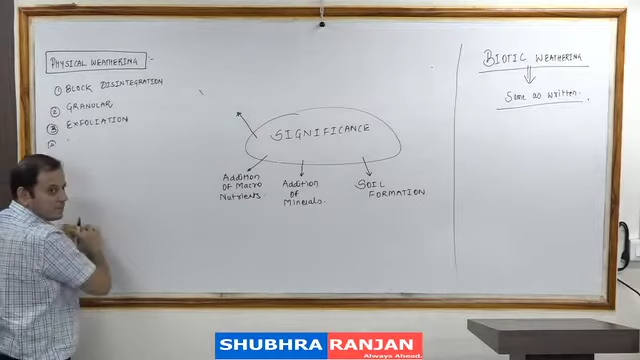 PHYSICAL WEATHERING :-
① BLOCK DISINTEGRATION
② GRANULAR
③ EXFOLIATION
SIGNIFICANCE
Addition
Of Macro
Nutrients
Addition
Of
Minerals.
SOIL
FORMATION
BIOTIC WEATHERING
Same as written.
SHUBHRA RANJAN
Always Ahead.